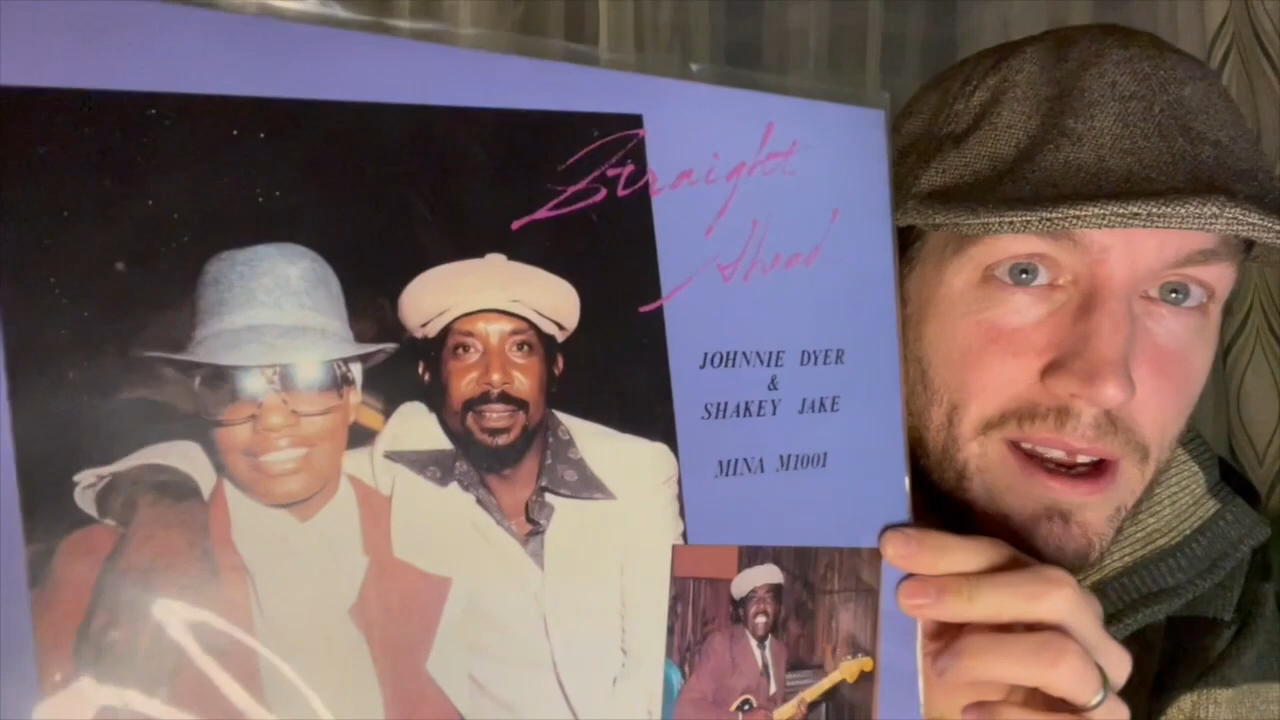 Straight
Ahead
JOHNNIE DYER
&
SHAKEY JAKE
MINA M1001